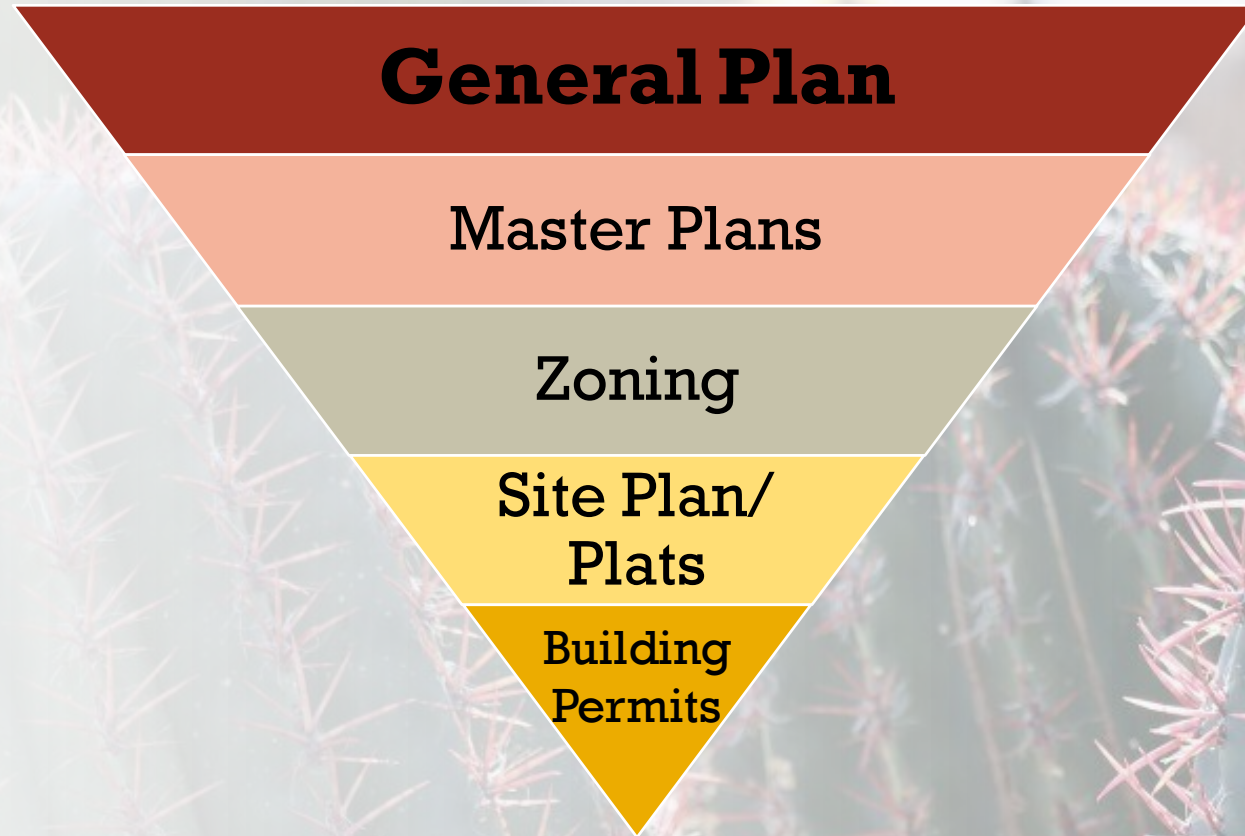 General Plan
Master Plans
Zoning
Site Plan/
Plats
Building
Permits